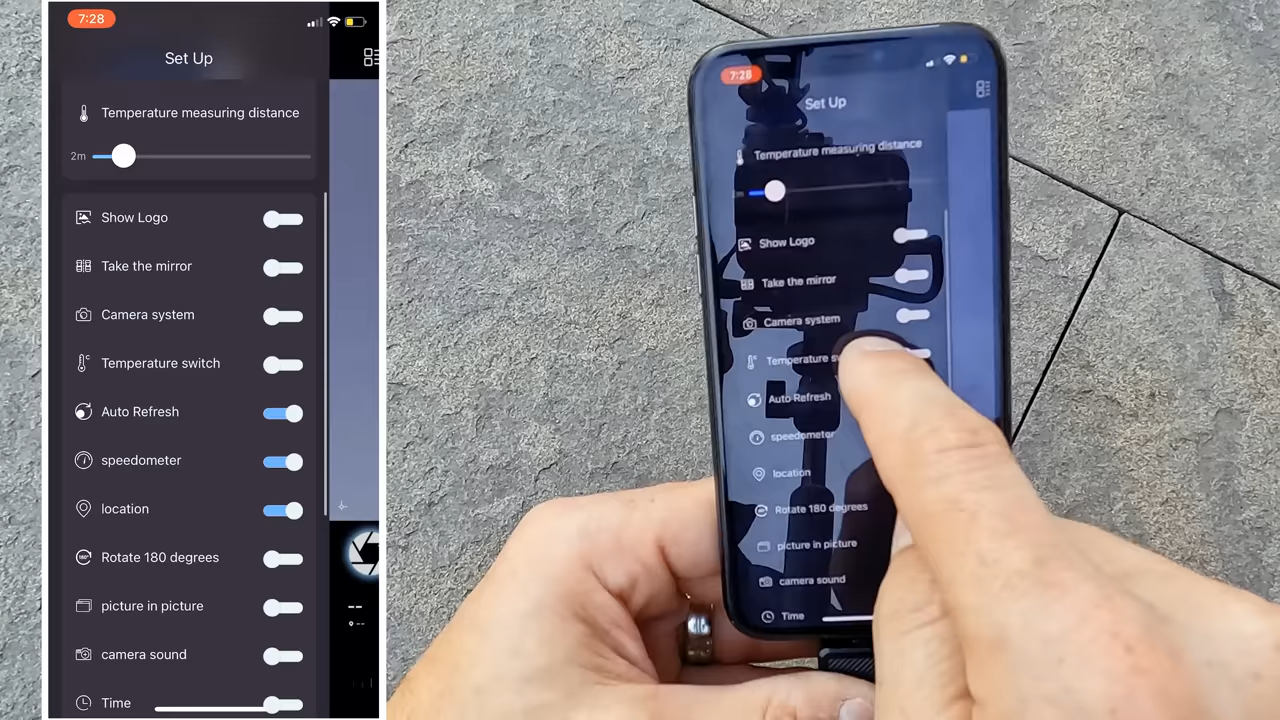 7:28
Set Up
Temperature measuring distance
2m
Show Logo
Take the mirror
Camera system
Temperature switch
Auto Refresh
speedometer
location
Rotate 180 degrees
picture in picture
camera sound
Time
7:28
Set Up
Temperature measuring distance
Show Logo
Take the mirror
Camera system
Temperature sw
Auto Refresh
speedometer
location
Rotate 180 degrees
picture in picture
camera sound
Time